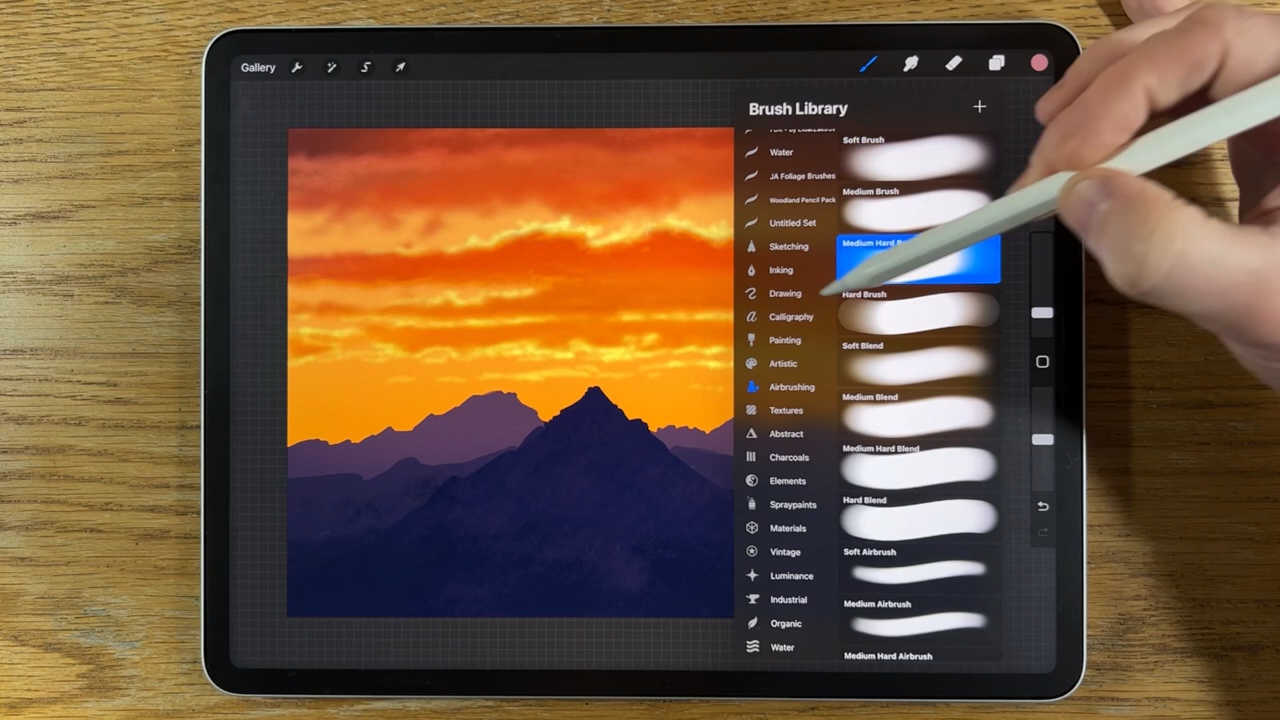 Gallery
Brush Library
Water
JA Foliage Brushes
Woodland Pencil Pack
Untitled Set
Sketching
Inking
Drawing
Calligraphy
Painting
Artistic
Airbrushing
Textures
Abstract
Charcoals
Elements
Spraypaints
Materials
Vintage
Luminance
Industrial
Organic
Water
Soft Brush
Medium Brush
Medium Hard
Hard Brush
Soft Blend
Medium Blend
Medium Hard Blend
Hard Blend
Soft Airbrush
Medium Airbrush
Medium Hard Airbrush